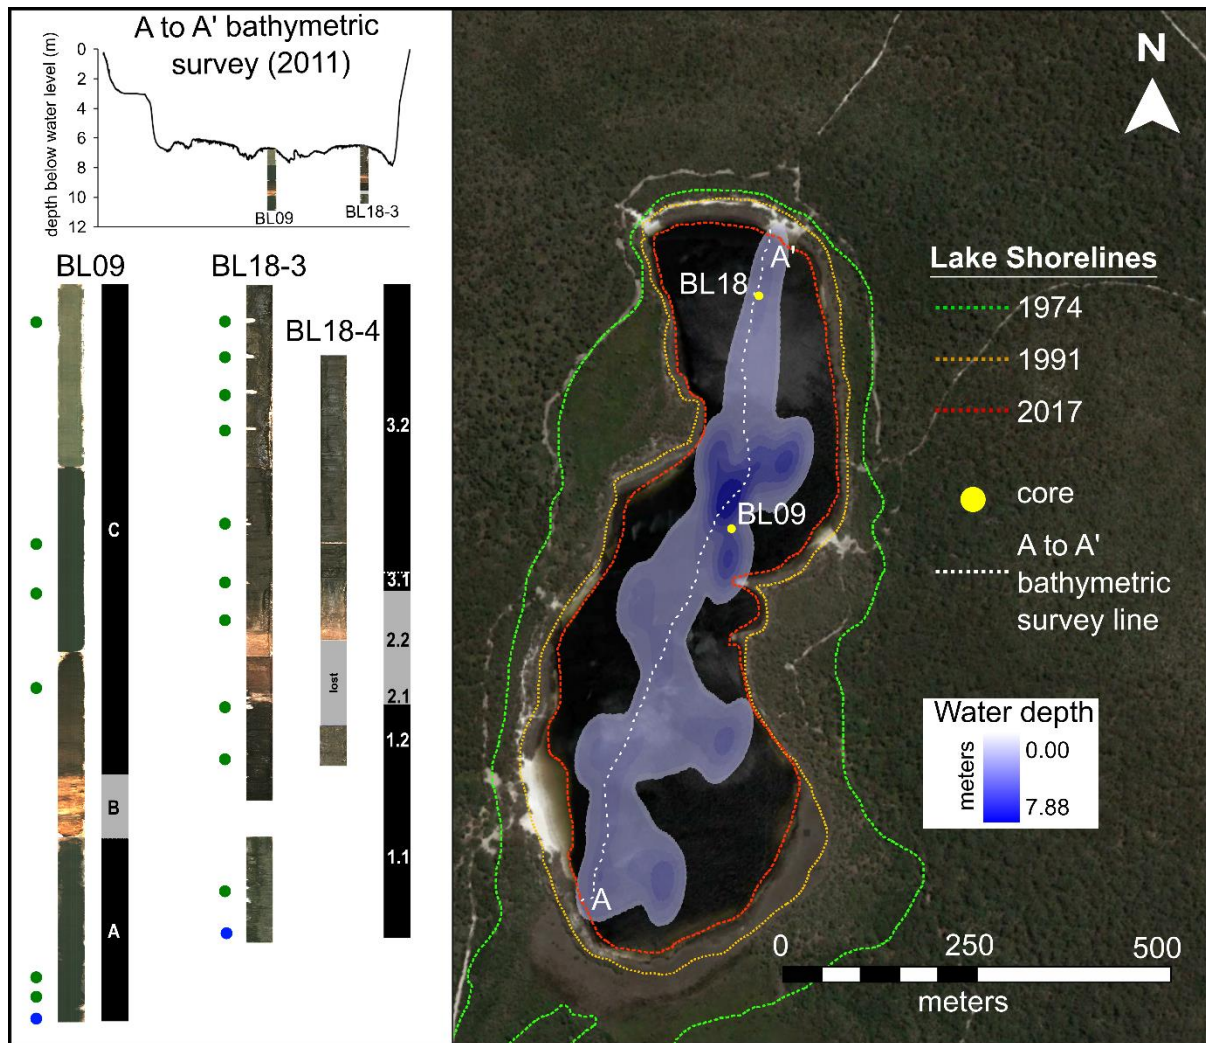 A to A' bathymetric
survey (2011)
depth below water level (m)
0
2
4
6
8
10
12
BL09
BL18-3
BL09
BL18-3
BL18-4
C
B
A
lost
3.2
3.1
2.2
2.1
1.2
1.1
N
A'
BL18
BL09
A
Lake Shorelines
1974
1991
2017
core
A to A'
bathymetric
survey line
Water depth
meters
0.00
7.88
0
250
500
meters